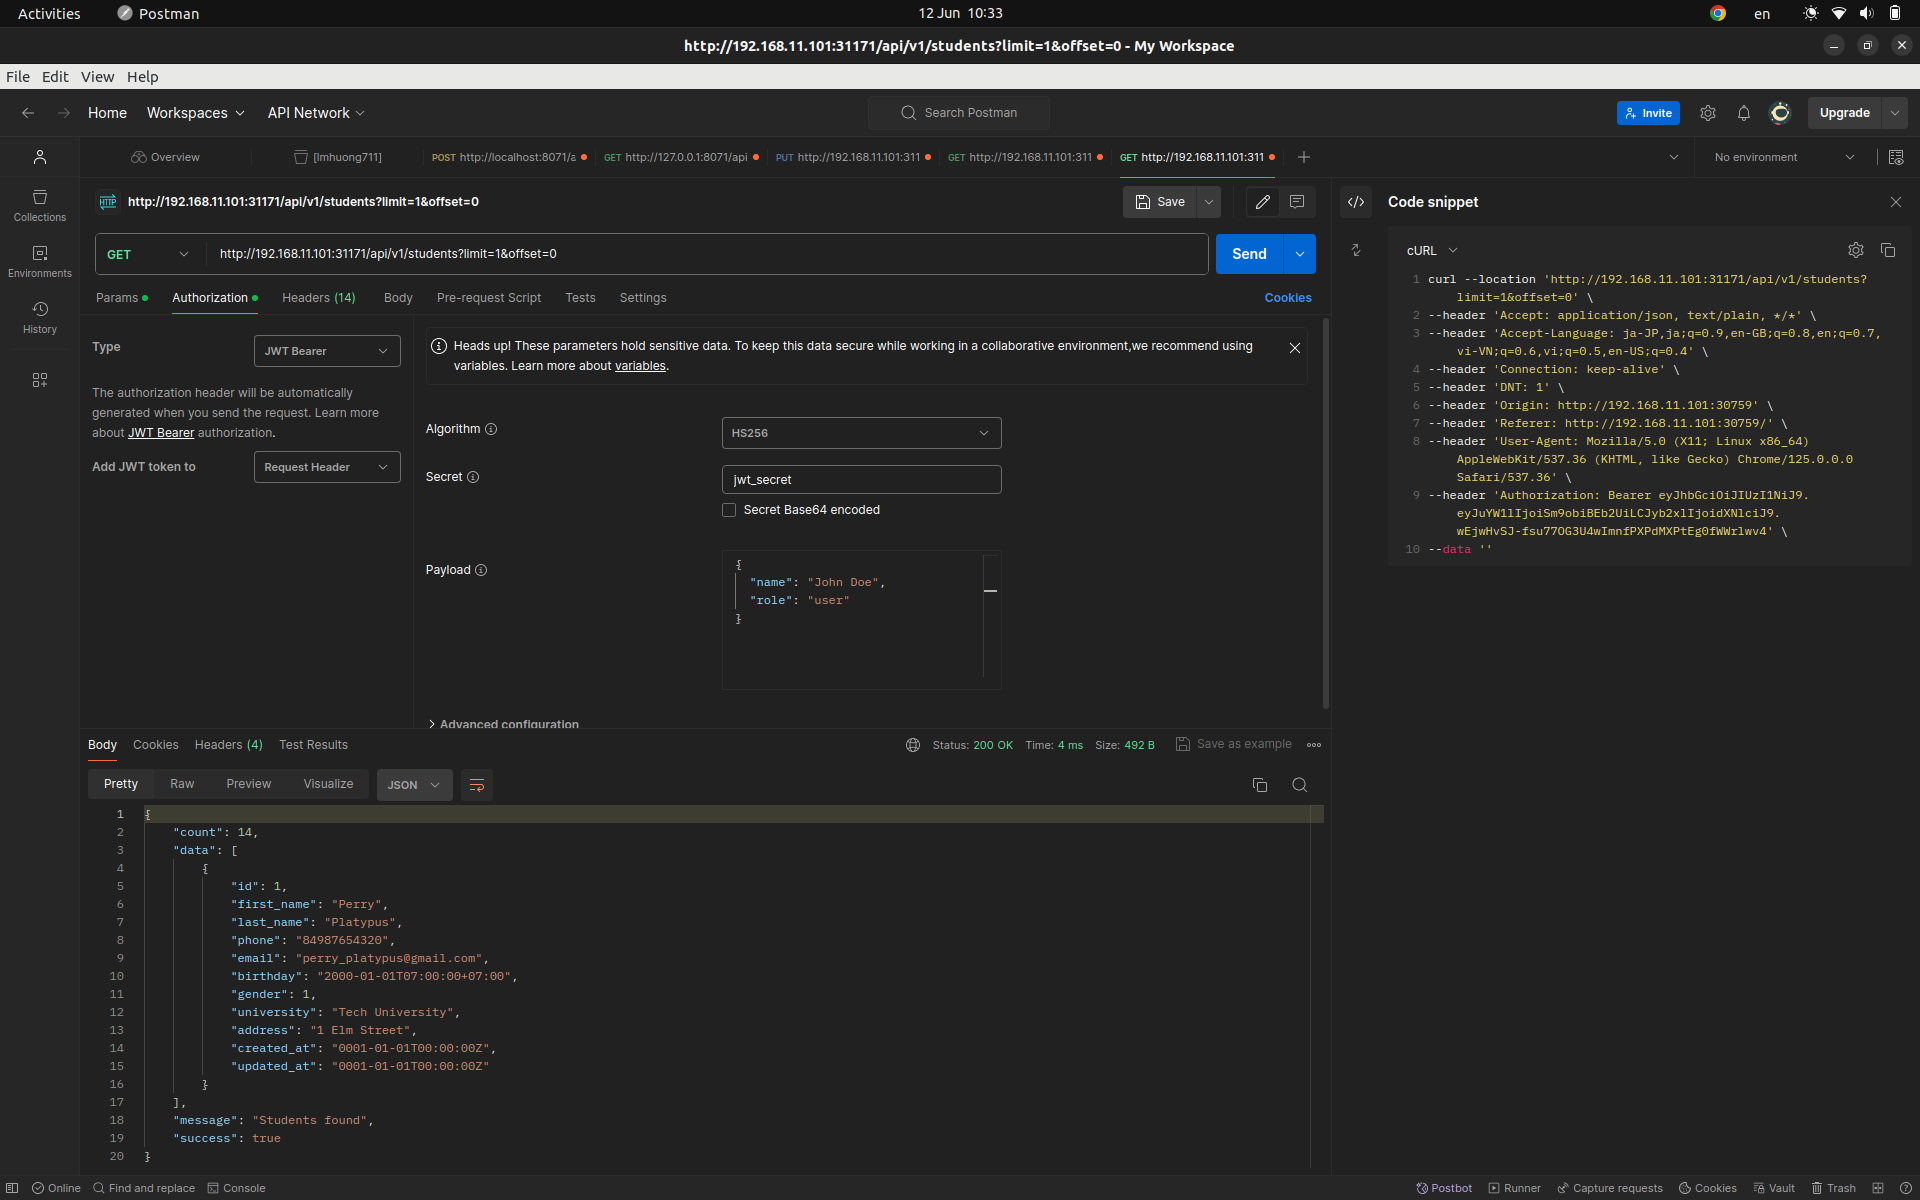 Activities Postman 12 Jun 10:33 en
http://192.168.11.101:31171/api/v1/students?limit=1&offset=0 - My Workspace
File Edit View Help
Home Workspaces API Network Search Postman Invite Upgrade
Overview [lmhuong711] POST http://localhost:8071/a GET http://127.0.0.1:8071/api PUT http://192.168.11.101:311 GET http://192.168.11.101:311 GET http://192.168.11.101:311 No environment
Collections
Environments
History
HTTP http://192.168.11.101:31171/api/v1/students?limit=1&offset=0 Save
GET http://192.168.11.101:31171/api/v1/students?limit=1&offset=0 Send
Params Authorization Headers (14) Body Pre-request Script Tests Settings Cookies
Type JWT Bearer
The authorization header will be automatically
generated when you send the request. Learn more
about JWT Bearer authorization.
Add JWT token to Request Header
Heads up! These parameters hold sensitive data. To keep this data secure while working in a collaborative environment,we recommend using
variables. Learn more about variables.
Algorithm HS256
Secret jwt_secret
Secret Base64 encoded
Payload
{
"name": "John Doe",
"role": "user"
}
Advanced configuration
Code snippet
cURL
1 curl --location 'http://192.168.11.101:31171/api/v1/students?
limit=1&offset=0' \
2 --header 'Accept: application/json, text/plain, */*' \
3 --header 'Accept-Language: ja-JP,ja;q=0.9,en-GB;q=0.8,en;q=0.7,
vi-VN;q=0.6,vi;q=0.5,en-US;q=0.4' \
4 --header 'Connection: keep-alive' \
5 --header 'DNT: 1' \
6 --header 'Origin: http://192.168.11.101:30759' \
7 --header 'Referer: http://192.168.11.101:30759/' \
8 --header 'User-Agent: Mozilla/5.0 (X11; Linux x86_64)
AppleWebKit/537.36 (KHTML, like Gecko) Chrome/125.0.0.0
Safari/537.36' \
9 --header 'Authorization: Bearer eyJhbGciOiJIUzI1NiJ9.
eyJuYW1lIjoiSm9obiBEb2UiLCJyb2xlIjoidXNlciJ9.
wEjwHvSJ-fsu77OG3U4wImnfPXPdMXPtEg0fWWrlwv4' \
10 --data ''
Body Cookies Headers (4) Test Results Status: 200 OK Time: 4 ms Size: 492 B Save as example
Pretty Raw Preview Visualize JSON
1 {
2 "count": 14,
3 "data": [
4 {
5 "id": 1,
6 "first_name": "Perry",
7 "last_name": "Platypus",
8 "phone": "84987654320",
9 "email": "perry_platypus@gmail.com",
10 "birthday": "2000-01-01T07:00:00+07:00",
11 "gender": 1,
12 "university": "Tech University",
13 "address": "1 Elm Street",
14 "created_at": "0001-01-01T00:00:00Z",
15 "updated_at": "0001-01-01T00:00:00Z"
16 }
17 ],
18 "message": "Students found",
19 "success": true
20 }
Online Find and replace Console Postbot Runner Capture requests Cookies Vault Trash